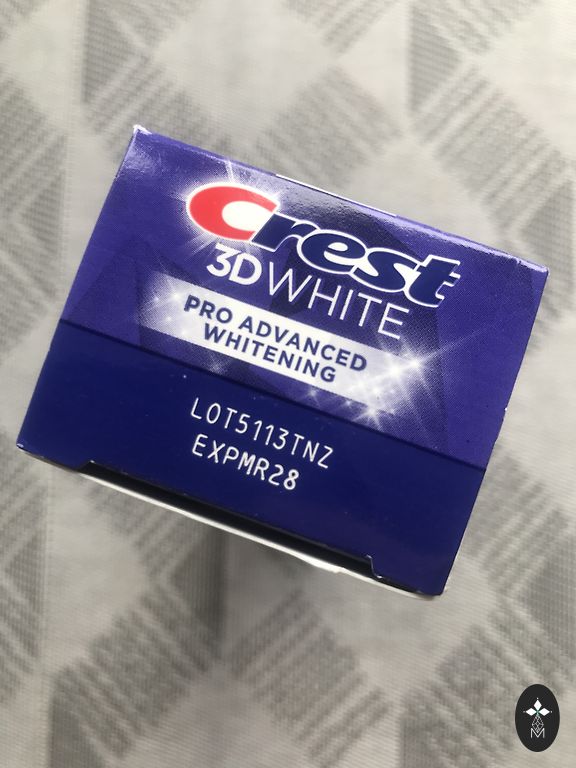 Crest
3D WHITE
PRO ADVANCED
WHITENING
LOT5113TNZ
EXPMR28
M